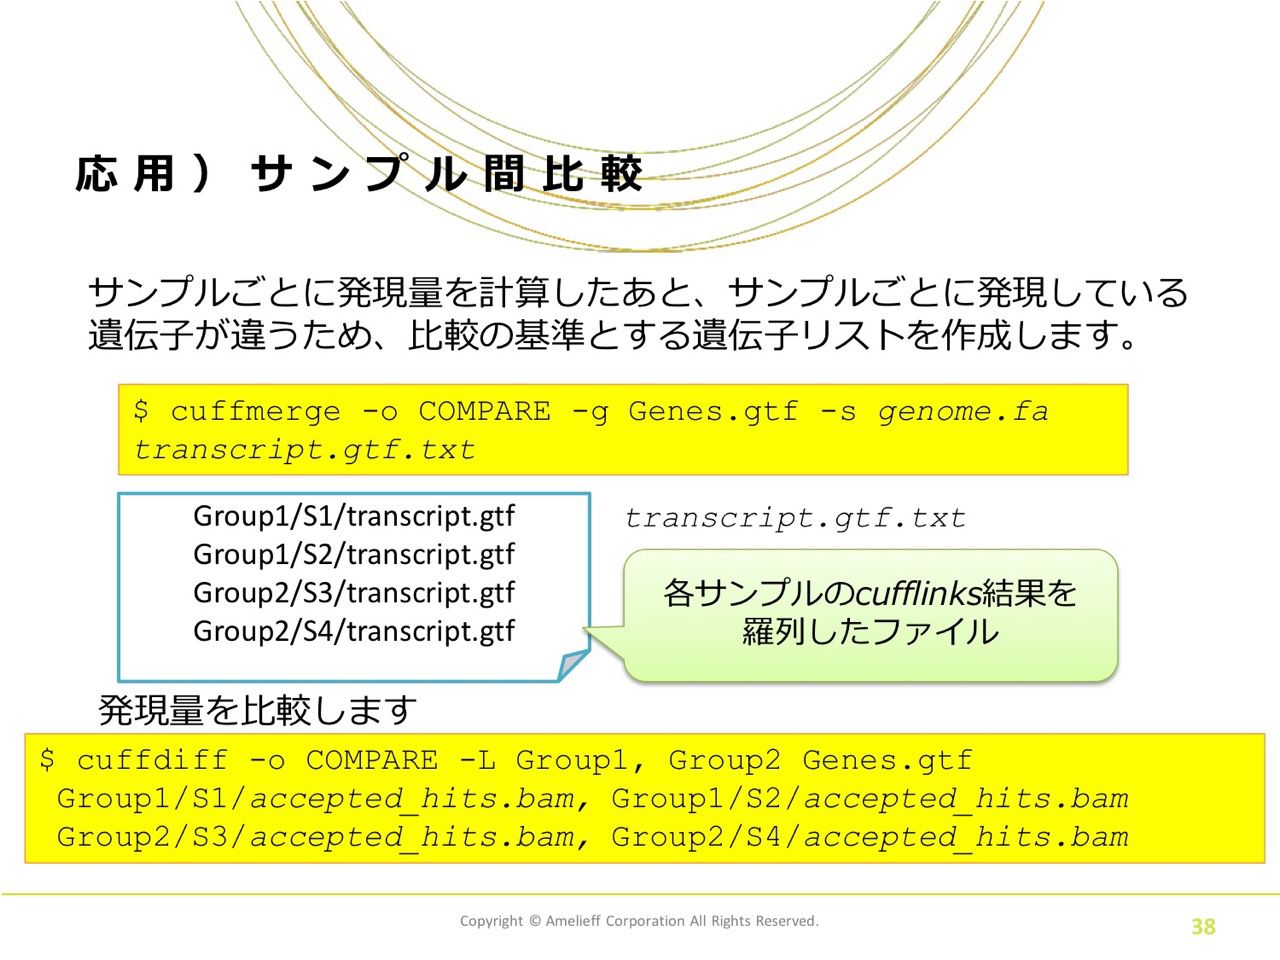 応用）サンプル間比較
サンプルごとに発現量を計算したあと、サンプルごとに発現している
遺伝子が違うため、比較の基準とする遺伝子リストを作成します。
$ cuffmerge -o COMPARE -g Genes.gtf -s genome.fa
transcript.gtf.txt
Group1/S1/transcript.gtf
Group1/S2/transcript.gtf
Group2/S3/transcript.gtf
Group2/S4/transcript.gtf
transcript.gtf.txt
各サンプルのcufflinks結果を
羅列したファイル
発現量を比較します
$ cuffdiff -o COMPARE -L Group1, Group2 Genes.gtf
Group1/S1/accepted_hits.bam, Group1/S2/accepted_hits.bam
Group2/S3/accepted_hits.bam, Group2/S4/accepted_hits.bam
Copyright © Amelieff Corporation All Rights Reserved.
38